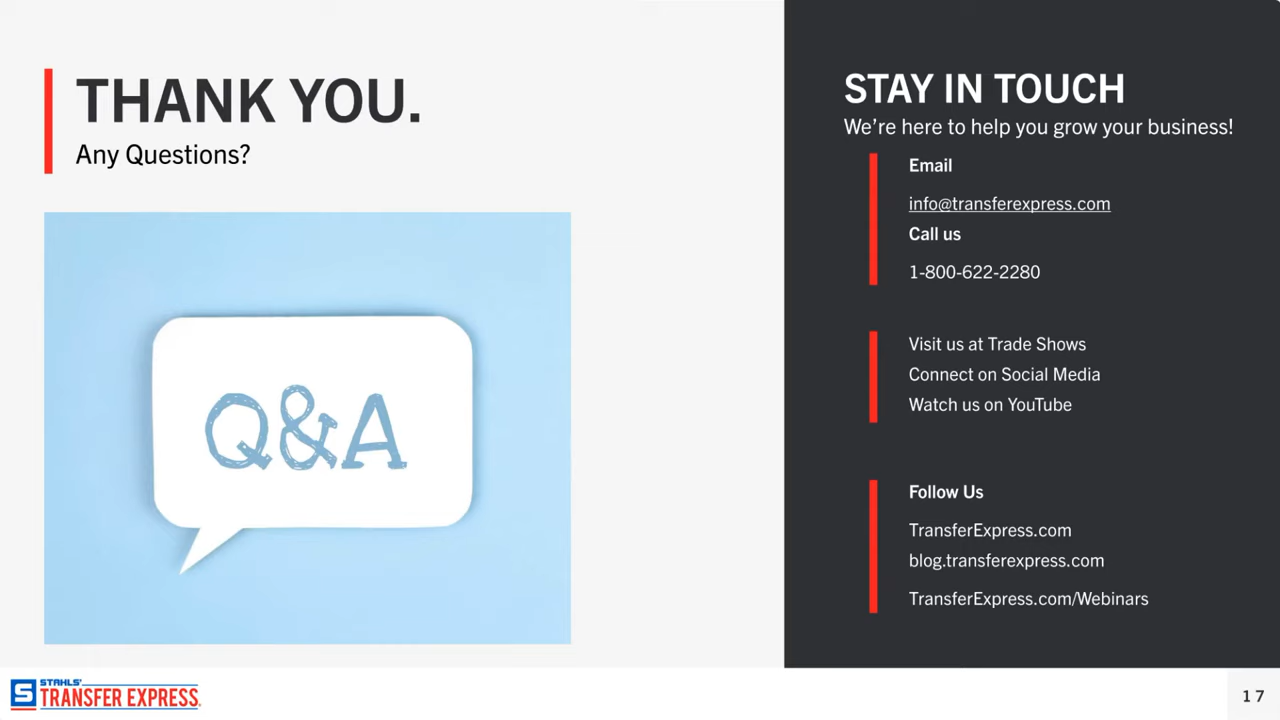 THANK YOU.
Any Questions?
Q&A
STAY IN TOUCH
We’re here to help you grow your business!
Email
info@transferexpress.com
Call us
1-800-622-2280
Visit us at Trade Shows
Connect on Social Media
Watch us on YouTube
Follow Us
TransferExpress.com
blog.transferexpress.com
TransferExpress.com/Webinars
S
STAHLS'
TRANSFER EXPRESS.
17